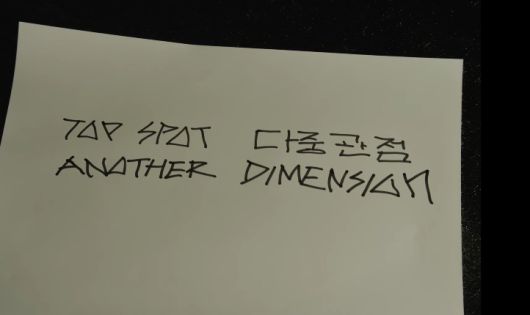 TOP SPOT 다중관점
ANOTHER DIMENSION